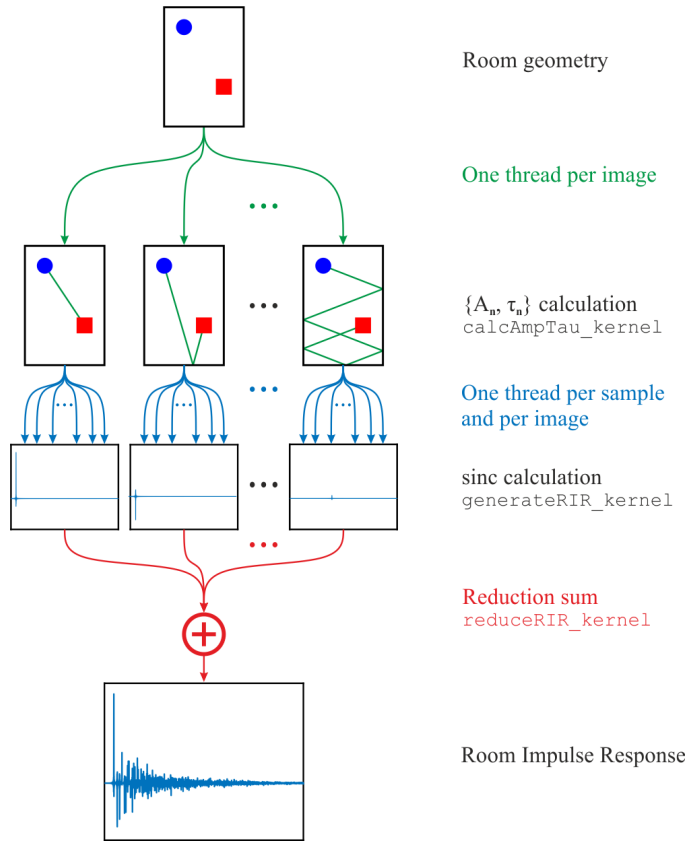 Room geometry
One thread per image
{Aₙ, τₙ} calculation
calcAmpTau_kernel
One thread per sample
and per image
sinc calculation
generateRIR_kernel
Reduction sum
reduceRIR_kernel
Room Impulse Response